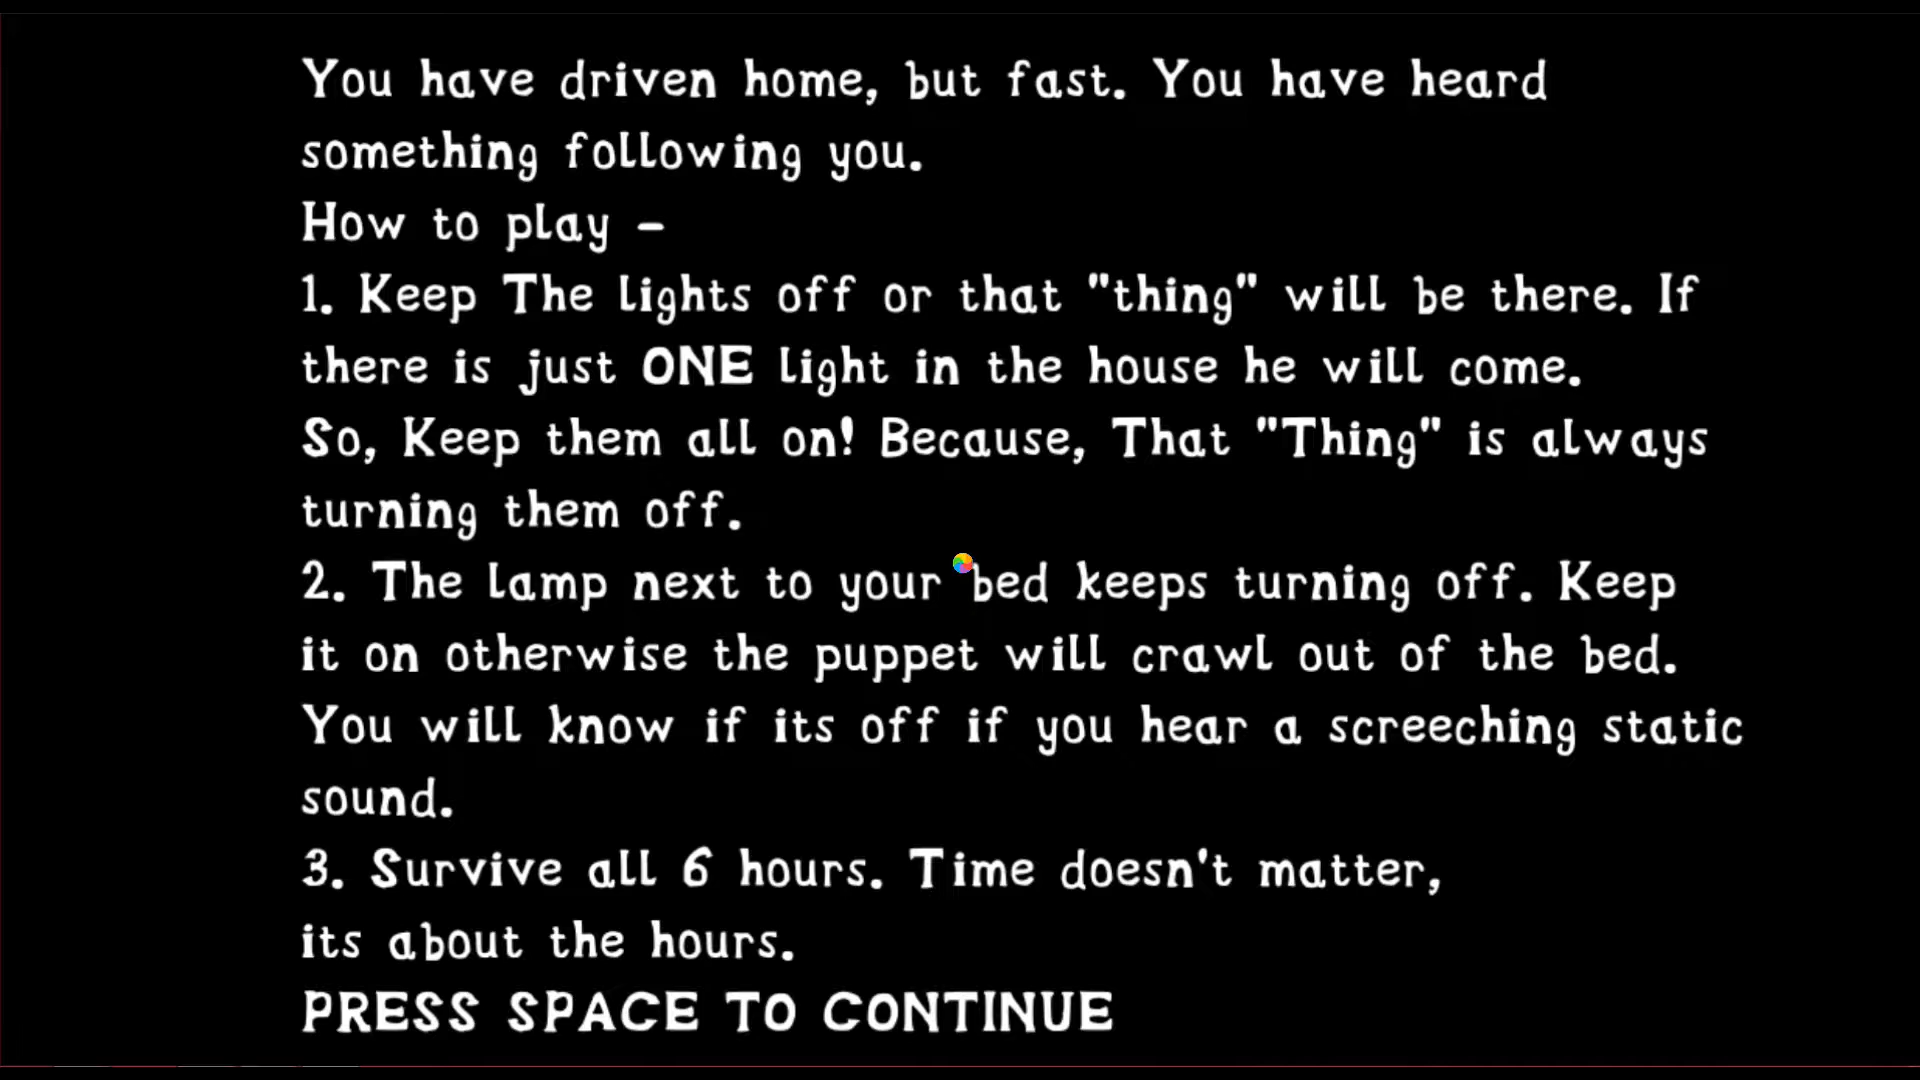 You have driven home, but fast. You have heard
something following you.
How to play -
1. Keep The lights off or that "thing" will be there. If
there is just ONE light in the house he will come.
So, Keep them all on! Because, That "Thing" is always
turning them off.
2. The lamp next to your bed keeps turning off. Keep
it on otherwise the puppet will crawl out of the bed.
You will know if its off if you hear a screeching static
sound.
3. Survive all 6 hours. Time doesn't matter,
its about the hours.
PRESS SPACE TO CONTINUE